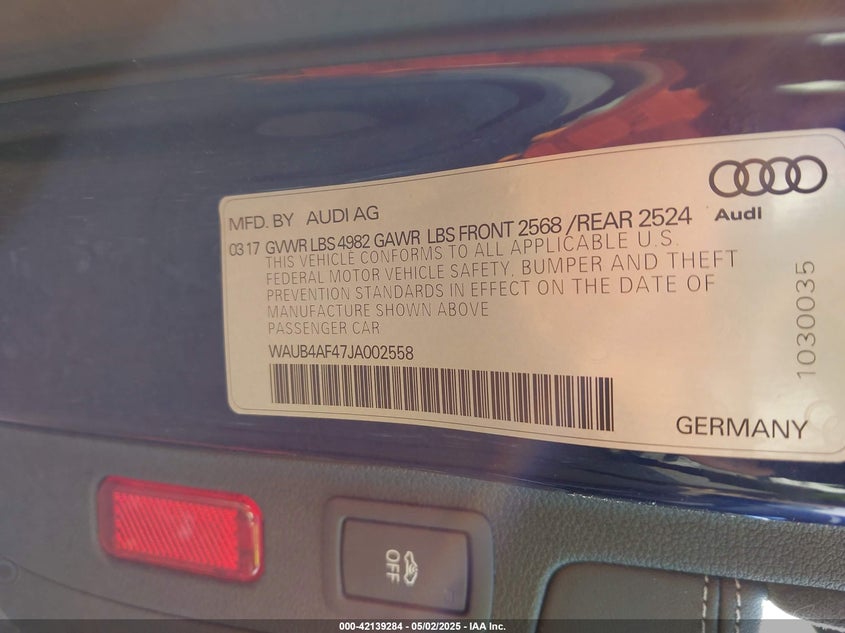 MFD. BY AUDI AG
Audi
03 17 GVWR LBS 4982 GAWR LBS FRONT 2568 /REAR 2524
THIS VEHICLE CONFORMS TO ALL APPLICABLE U.S.
FEDERAL MOTOR VEHICLE SAFETY, BUMPER AND THEFT
PREVENTION STANDARDS IN EFFECT ON THE DATE OF
MANUFACTURE SHOWN ABOVE
PASSENGER CAR
WAUB4AF47JA002558
1030035
GERMANY
OFF
000-42139284 - 05/02/2025 - IAA Inc.